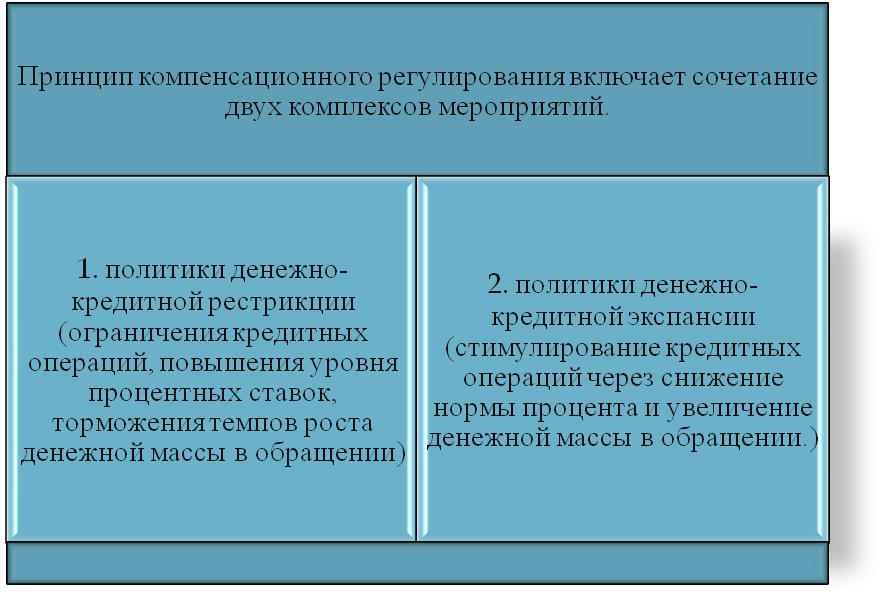 Принцип компенсационного регулирования включает сочетание
двух комплексов мероприятий.
1. политики денежно-
кредитной рестрикции
(ограничения кредитных
операций, повышения уровня
процентных ставок,
торможения темпов роста
денежной массы в обращении)
2. политики денежно-
кредитной экспансии
(стимулирование кредитных
операций через снижение
нормы процента и увеличение
денежной массы в обращении.)